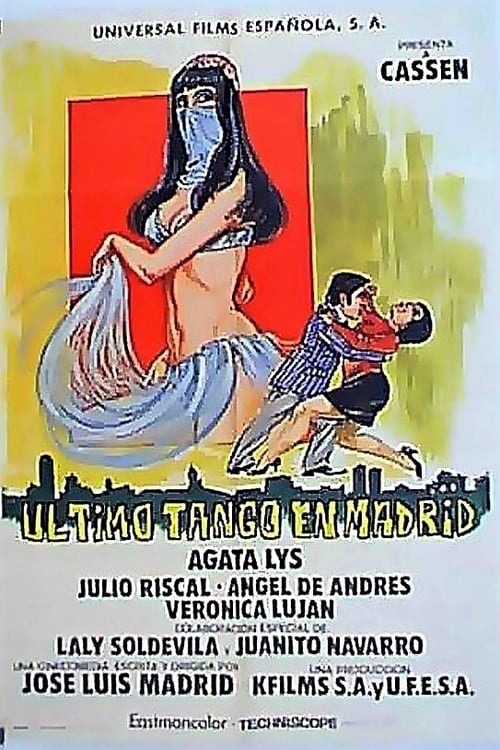 UNIVERSAL FILMS ESPAÑOLA, S. A.
PRESENTA
A
CASSEN
ULTIMO TANGO EN MADRID
AGATA LYS
JULIO RISCAL · ANGEL DE ANDRES
VERONICA LUJAN
COLABORACION ESPECIAL DE
LALY SOLDEVILA y JUANITO NAVARRO
UNA CINECOMEDIA ESCRITA Y DIRIGIDA POR
JOSE LUIS MADRID
UNA PRODUCCION
KFILMS S.A. y U.F.E.S.A.
Eastmancolor - TECHNISCOPE